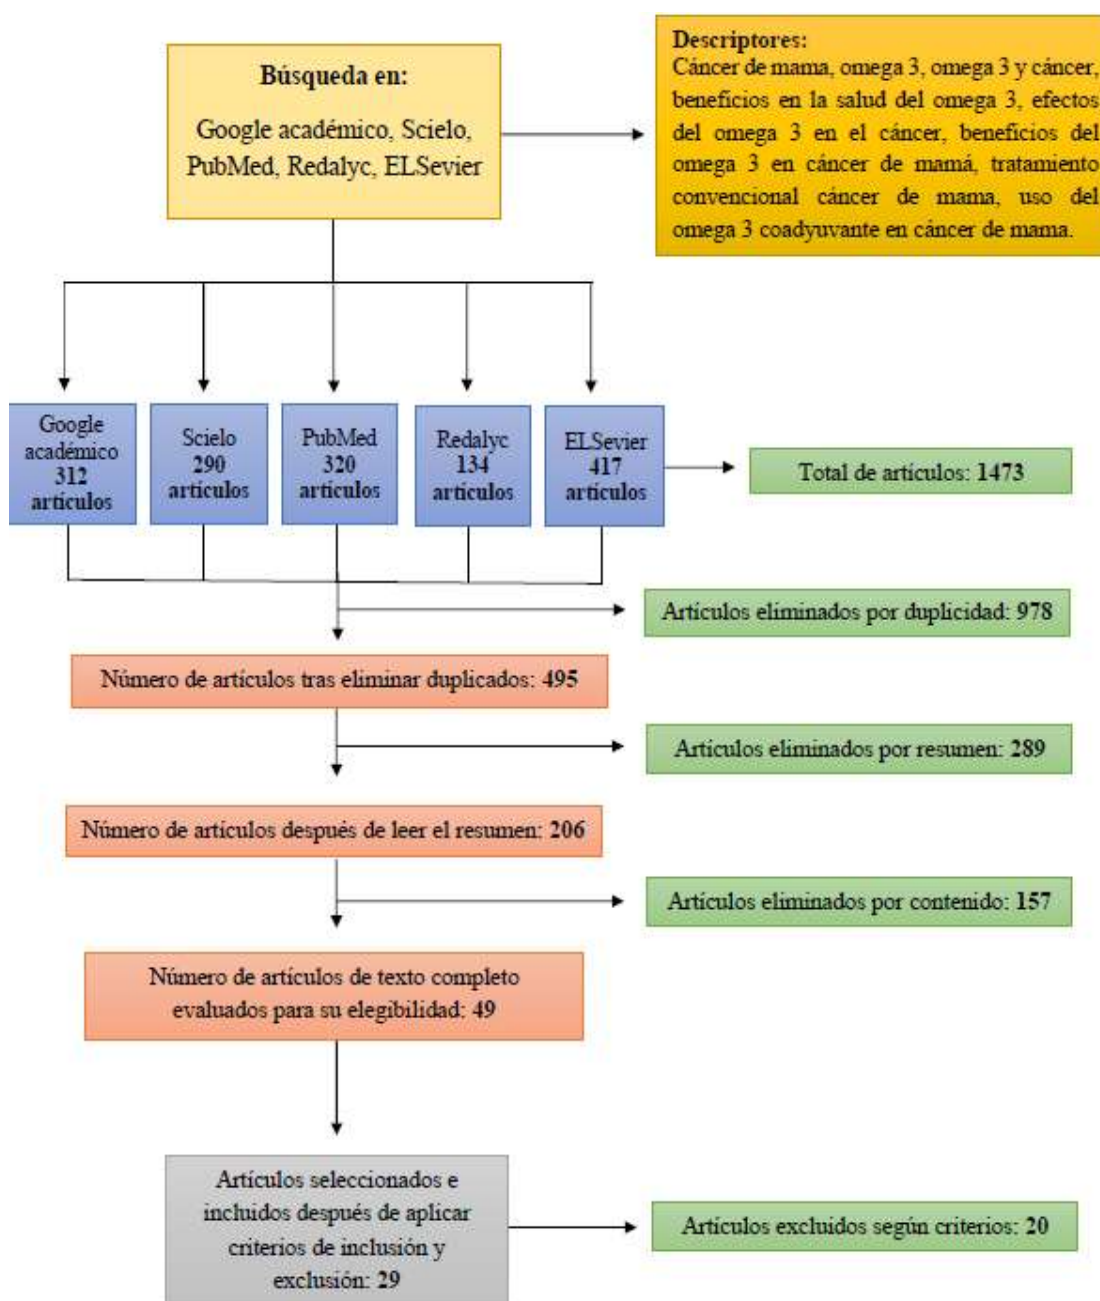 Búsqueda en:
Google académico, Scielo,
PubMed, Redalyc, ELSevier
Descriptores:
Cáncer de mama, omega 3, omega 3 y cáncer,
beneficios en la salud del omega 3, efectos
del omega 3 en el cáncer, beneficios del
omega 3 en cáncer de mamá, tratamiento
convencional cáncer de mama, uso del
omega 3 coadyuvante en cáncer de mama.
Google
académico
312
artículos
Scielo
290
artículos
PubMed
320
artículos
Redalyc
134
artículos
ELSevier
417
artículos
Total de artículos: 1473
Artículos eliminados por duplicidad: 978
Número de artículos tras eliminar duplicados: 495
Artículos eliminados por resumen: 289
Número de artículos después de leer el resumen: 206
Artículos eliminados por contenido: 157
Número de artículos de texto completo
evaluados para su elegibilidad: 49
Artículos seleccionados e
incluidos después de aplicar
criterios de inclusión y
exclusión: 29
Artículos excluidos según criterios: 20